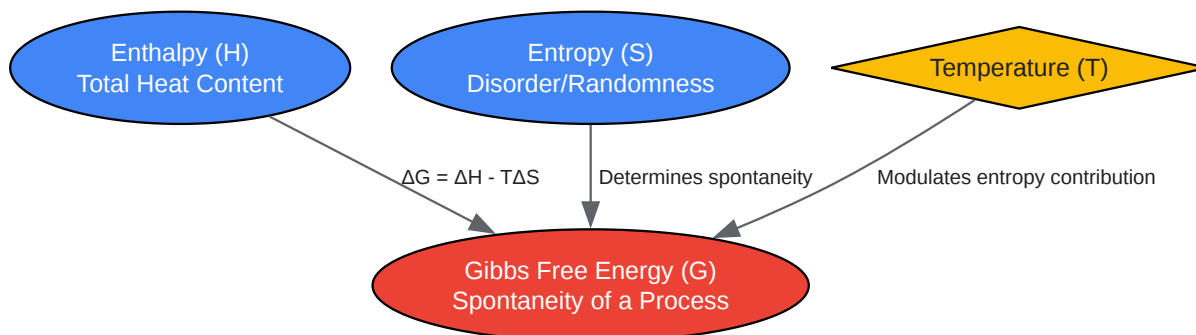 Enthalpy (H)
Total Heat Content
Entropy (S)
Disorder/Randomness
Temperature (T)
ΔG = ΔH - TΔS
Determines spontaneity
Modulates entropy contribution
Gibbs Free Energy (G)
Spontaneity of a Process